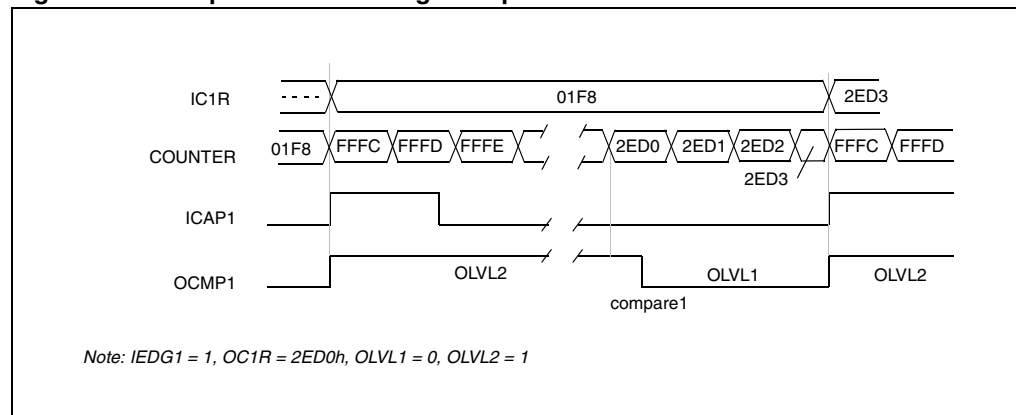 IC1R 01F8 2ED3
COUNTER 01F8 FFFC FFFD FFFE 2ED0 2ED1 2ED2 FFFC FFFD
2ED3
ICAP1
OCMP1 OLVL2 OLVL1 OLVL2
compare1
Note: IEDG1 = 1, OC1R = 2ED0h, OLVL1 = 0, OLVL2 = 1